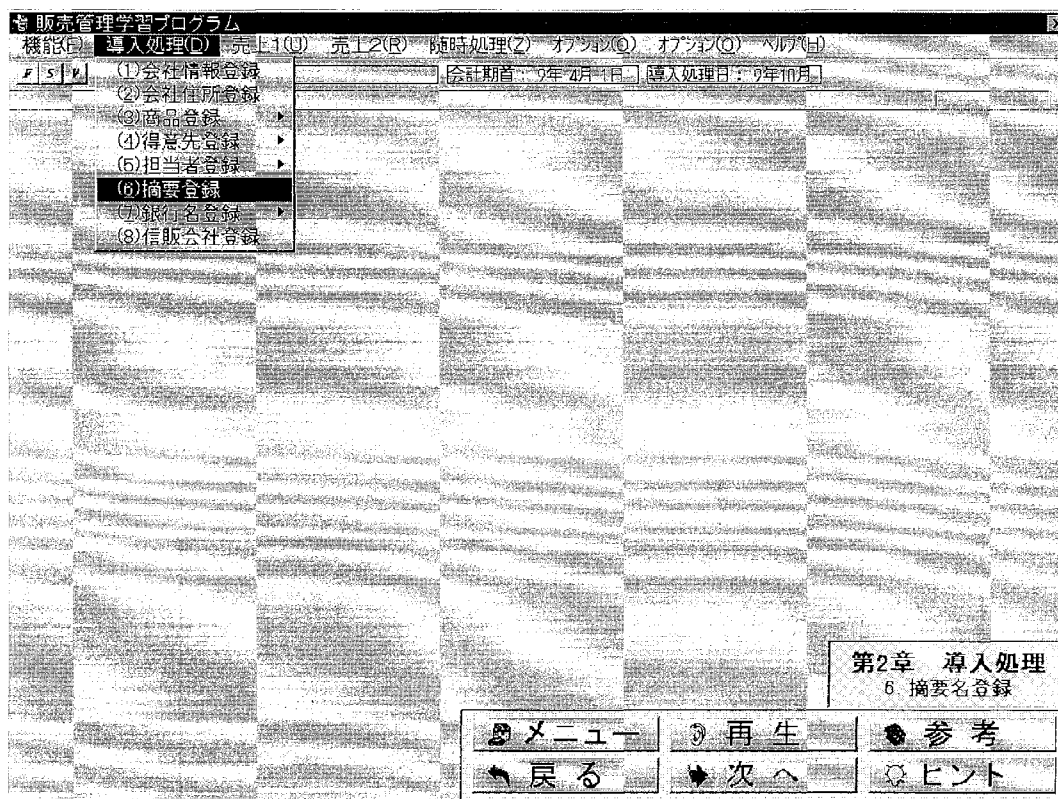 販売管理学習プログラム
機能(F) 導入処理(D) 売上1(U) 売上2(R) 随時処理(Z) オプション(O) オプション(O) ヘルプ(H)
F S P 会計期首: 9年 4月 1日 導入処理日: 9年10月
(1)会社情報登録
(2)会社住所登録
(3)商品登録
(4)得意先登録
(5)担当者登録
(6)摘要登録
(7)銀行名登録
(8)信販会社登録
第2章 導入処理
6 摘要名登録
メニュー 再生 参考
戻る 次へ ヒント